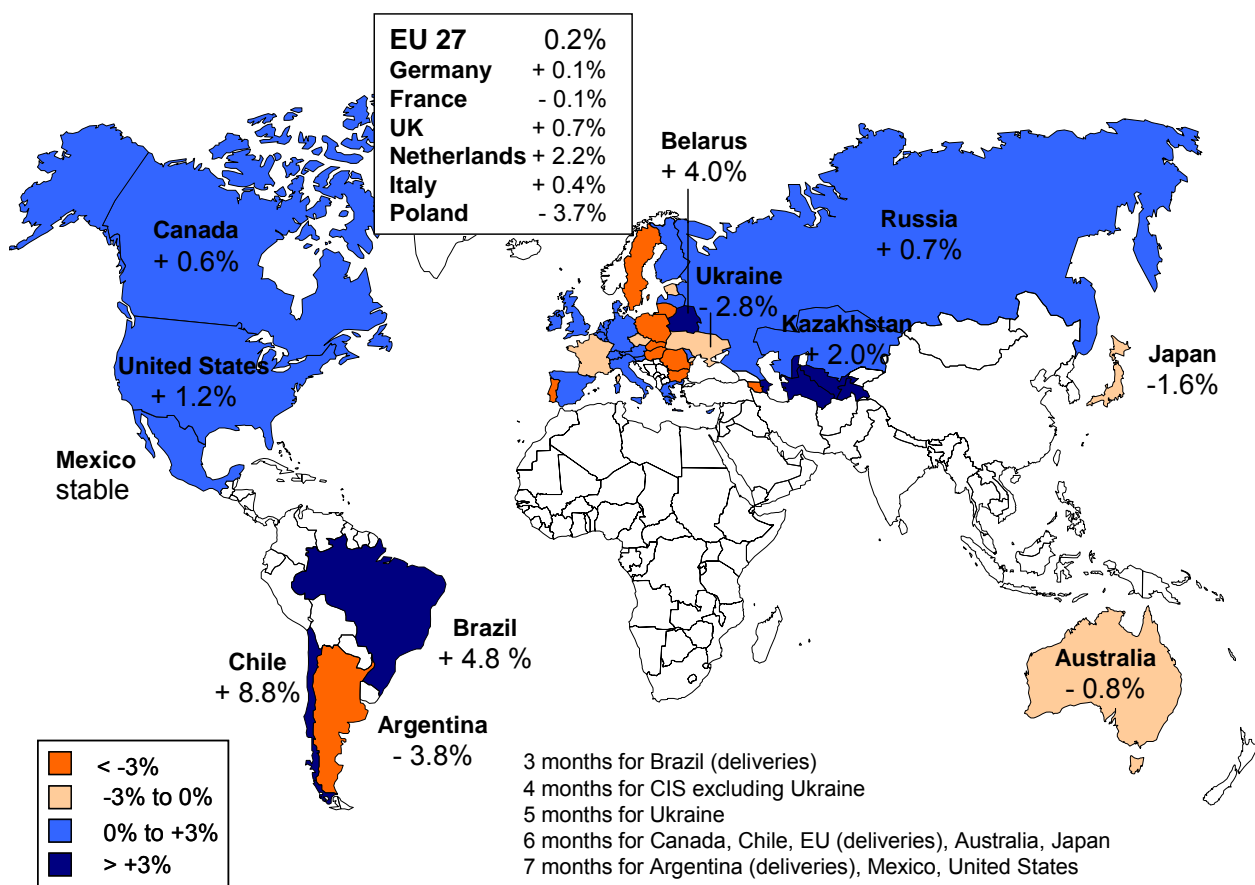 EU 27 0.2%
Germany + 0.1%
France - 0.1%
UK + 0.7%
Netherlands + 2.2%
Italy + 0.4%
Poland - 3.7%
Belarus
+ 4.0%
Canada
+ 0.6%
Russia
+ 0.7%
Ukraine
- 2.8%
Kazakhstan
+ 2.0%
United States
+ 1.2%
Japan
-1.6%
Mexico
stable
Brazil
+ 4.8 %
Chile
+ 8.8%
Australia
- 0.8%
Argentina
- 3.8%
< -3%
-3% to 0%
0% to +3%
> +3%
3 months for Brazil (deliveries)
4 months for CIS excluding Ukraine
5 months for Ukraine
6 months for Canada, Chile, EU (deliveries), Australia, Japan
7 months for Argentina (deliveries), Mexico, United States